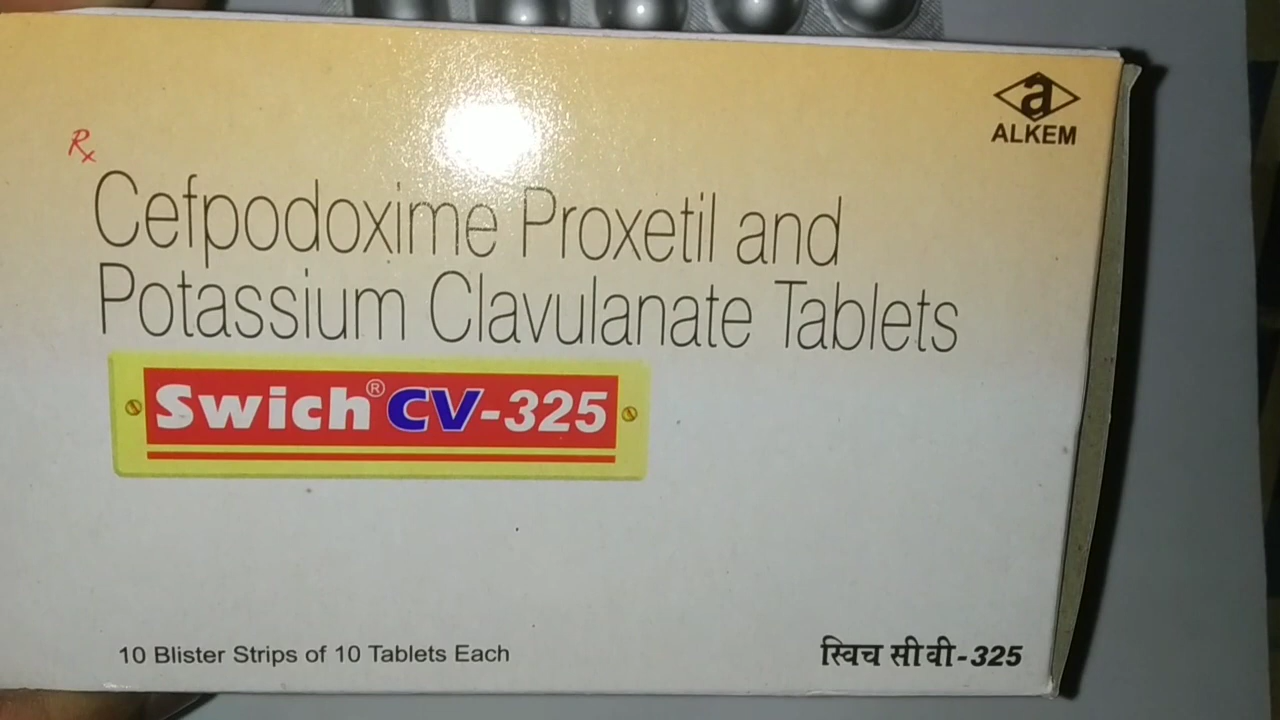 ALKEM
Rx
Cefpodoxime Proxetil and
Potassium Clavulanate Tablets
Swich® CV-325
10 Blister Strips of 10 Tablets Each
स्विच सी वी-325